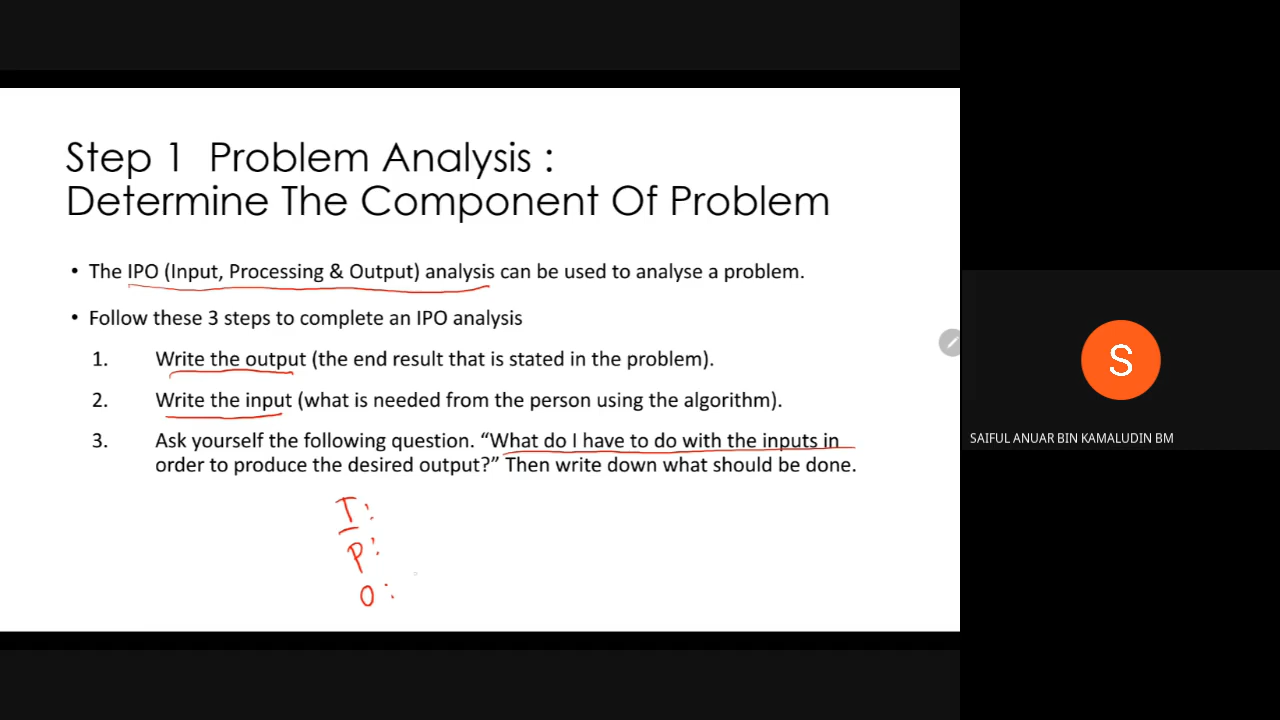 Step 1 Problem Analysis :
Determine The Component Of Problem
• The IPO (Input, Processing & Output) analysis can be used to analyse a problem.
• Follow these 3 steps to complete an IPO analysis
1. Write the output (the end result that is stated in the problem).
2. Write the input (what is needed from the person using the algorithm).
3. Ask yourself the following question. “What do I have to do with the inputs in
order to produce the desired output?” Then write down what should be done.
I :
P :
O :
S
SAIFUL ANUAR BIN KAMALUDIN BM